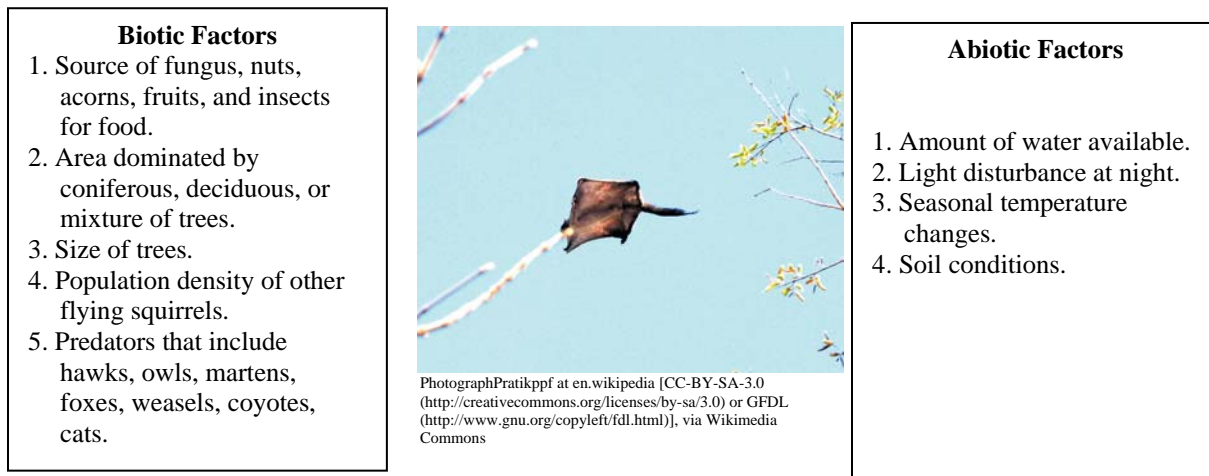 Biotic Factors
1. Source of fungus, nuts,
acorns, fruits, and insects
for food.
2. Area dominated by
coniferous, deciduous, or
mixture of trees.
3. Size of trees.
4. Population density of other
flying squirrels.
5. Predators that include
hawks, owls, martens,
foxes, weasels, coyotes,
cats.
PhotographPratikppf at en.wikipedia [CC-BY-SA-3.0
(http://creativecommons.org/licenses/by-sa/3.0) or GFDL
(http://www.gnu.org/copyleft/fdl.html)], via Wikimedia
Commons
Abiotic Factors
1. Amount of water available.
2. Light disturbance at night.
3. Seasonal temperature
changes.
4. Soil conditions.